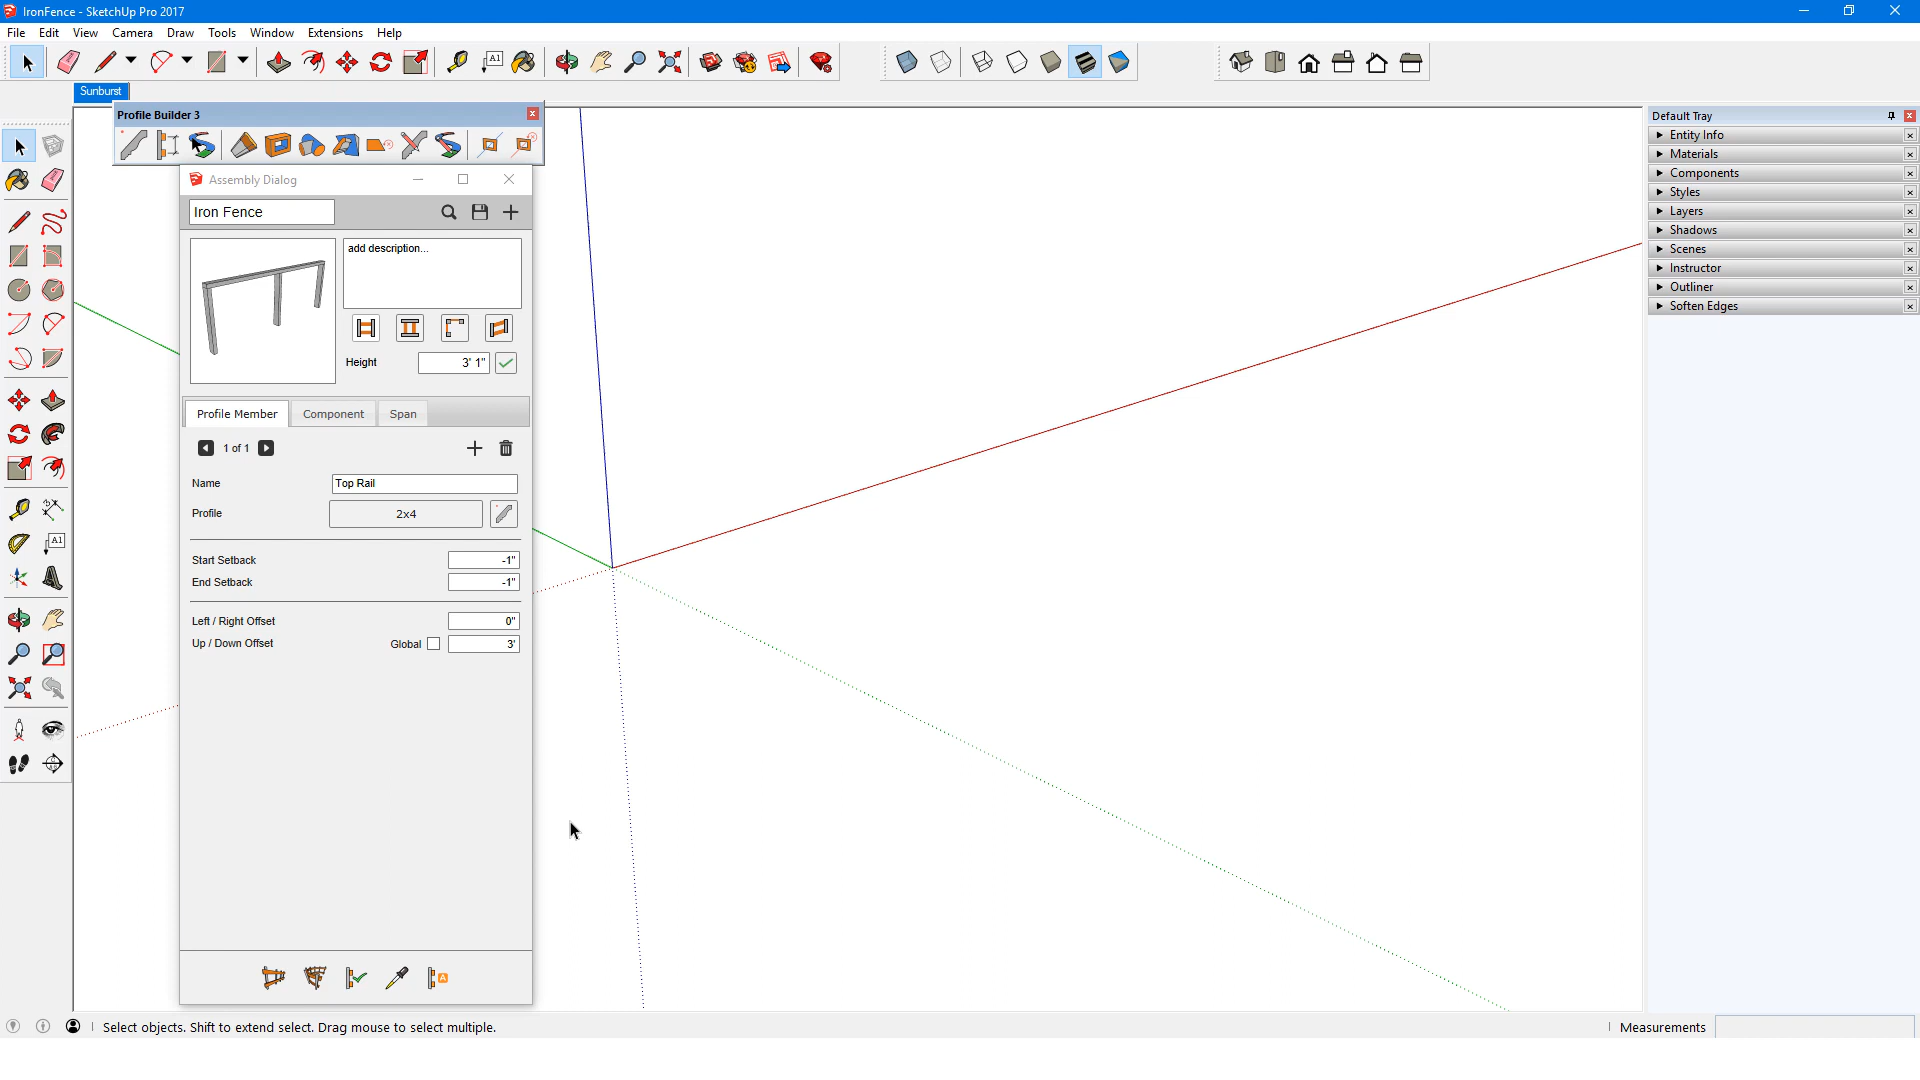 IronFence - SketchUp Pro 2017
File Edit View Camera Draw Tools Window Extensions Help
A1
Sunburst
Profile Builder 3
Assembly Dialog
Iron Fence
add description...
Height 3' 1"
Profile Member Component Span
1 of 1
Name Top Rail
Profile 2x4
Start Setback -1"
End Setback -1"
Left / Right Offset 0"
Up / Down Offset Global 3'
A
A1
Default Tray
Entity Info
Materials
Components
Styles
Layers
Shadows
Scenes
Instructor
Outliner
Soften Edges
Select objects. Shift to extend select. Drag mouse to select multiple.
Measurements